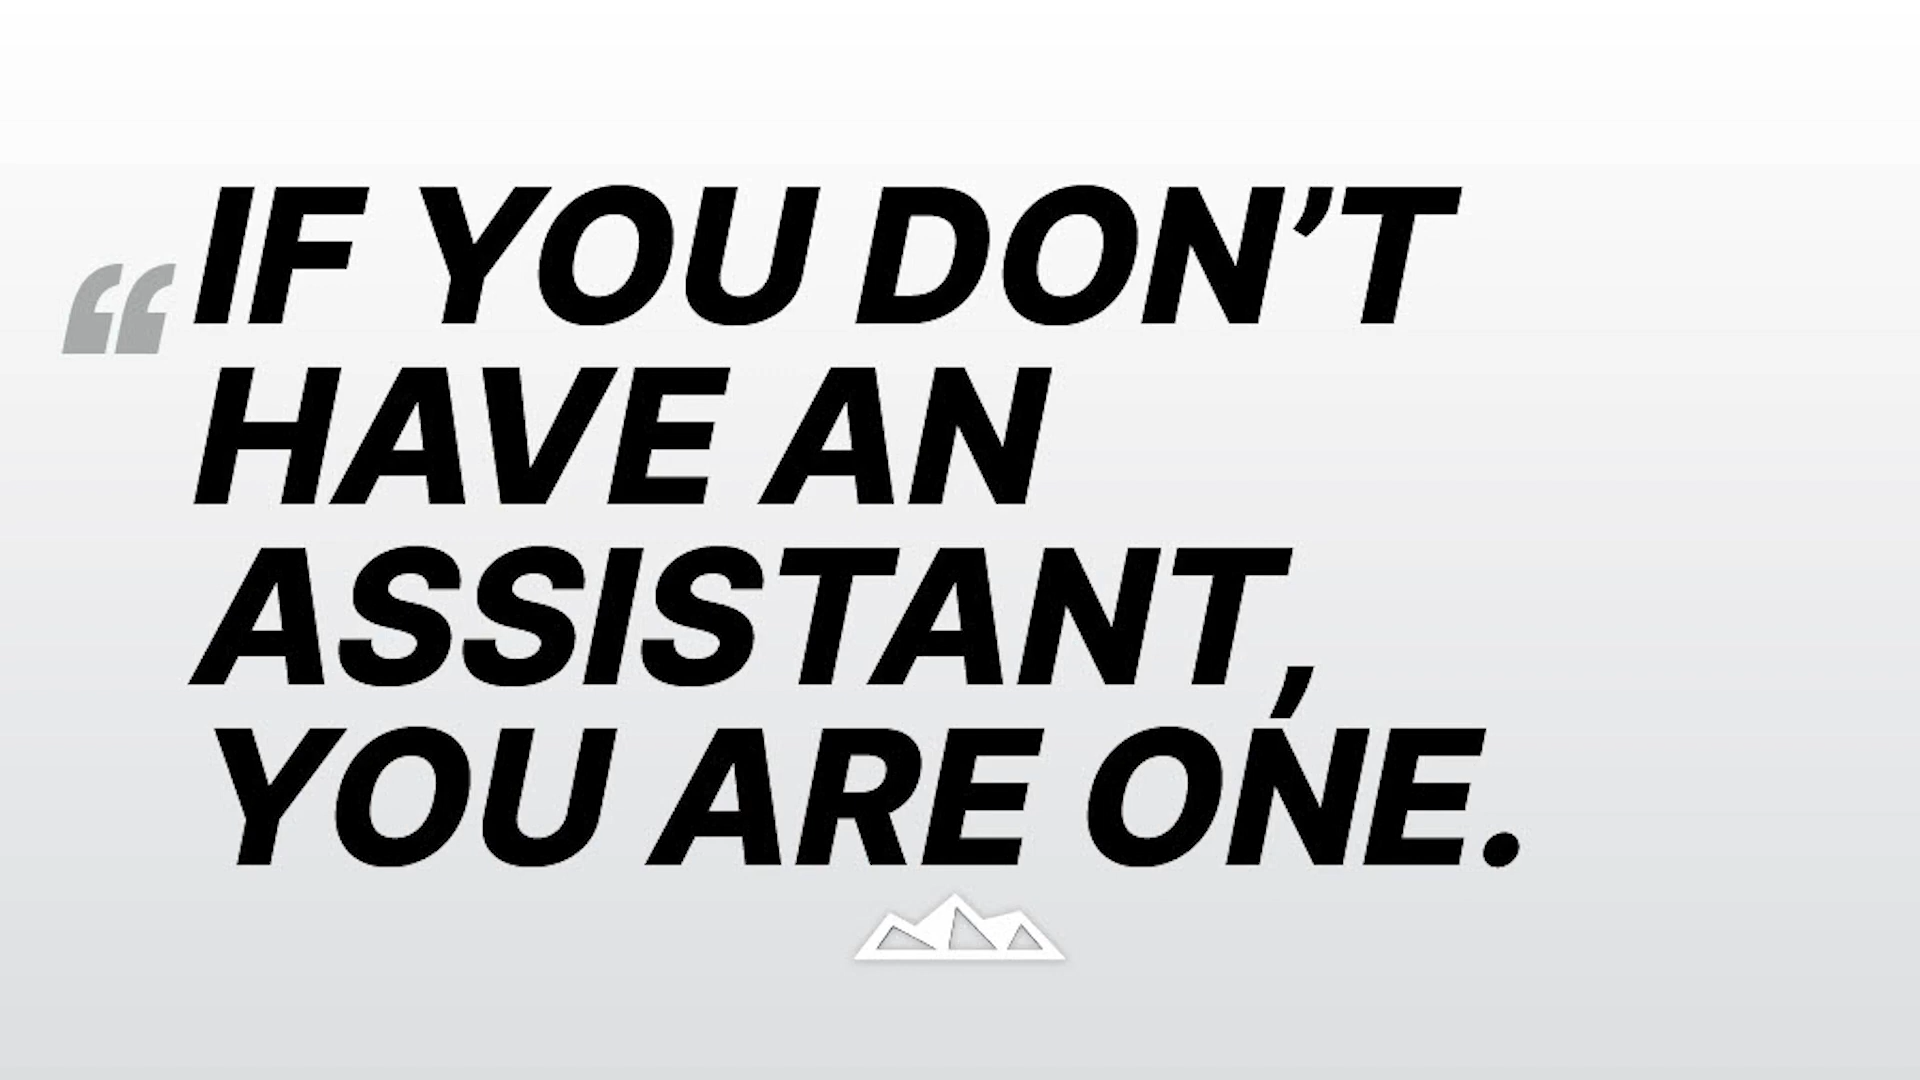 “IF YOU DON’T
HAVE AN
ASSISTANT,
YOU ARE ONE.